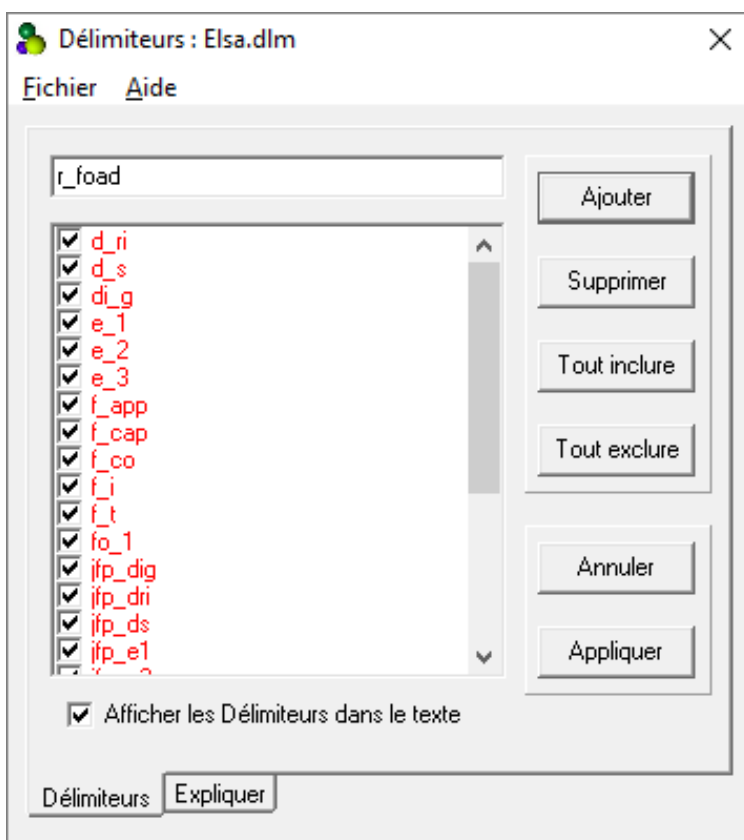 Délimiteurs : Elsa.dlm
Fichier Aide
r_foad
Ajouter
d_ri
d_s
di_g
e_1
e_2
e_3
f_app
f_cap
f_co
f_i
f_t
fo_1
jfp_dig
jfp_dri
jfp_ds
jfp_e1
Supprimer
Tout inclure
Tout exclure
Annuler
Appliquer
Afficher les Délimiteurs dans le texte
Délimiteurs Expliquer